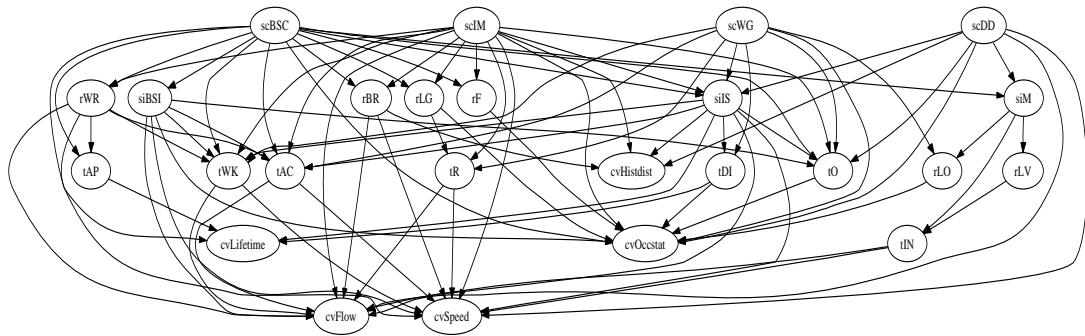 scBSC scIM scWG scDD
rWR siBSI rBR rLG rF siIS siM
tAP tWK tAC tR cvHistdist tDI tO rLO rLV
cvLifetime cvOccstat tIN
cvFlow cvSpeed